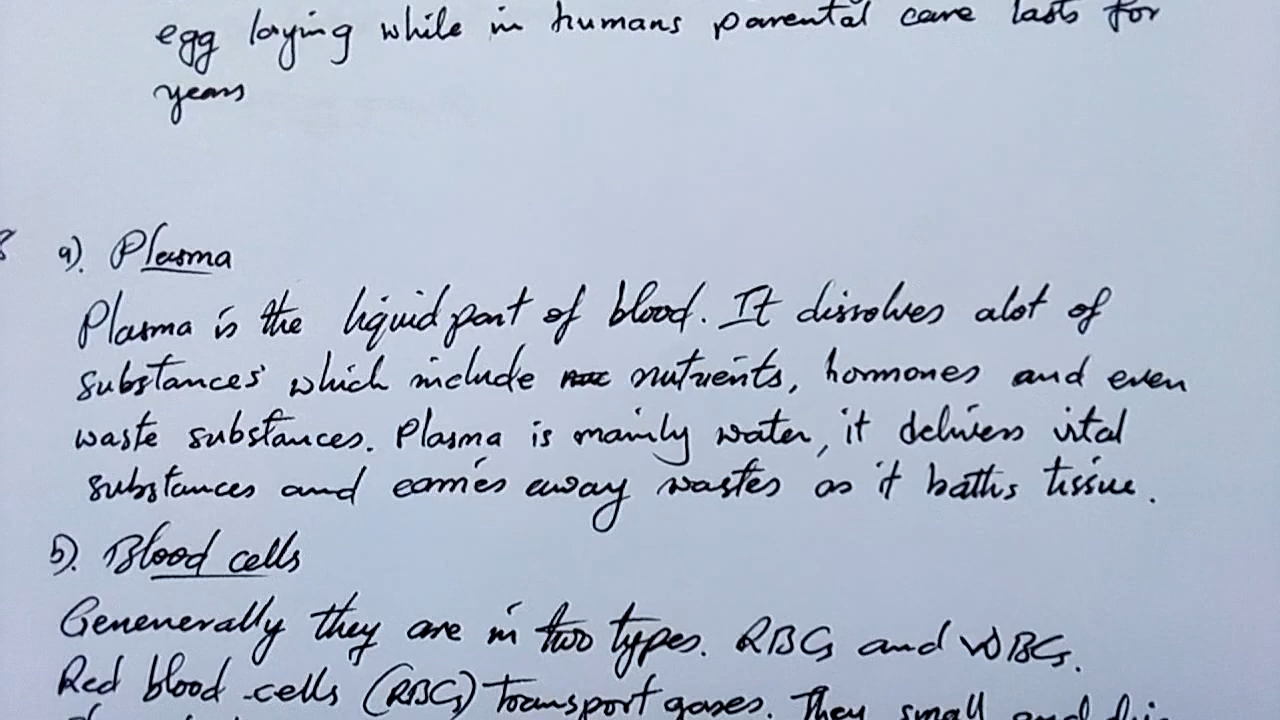 egg laying while in humans parental care lasts for
years
8 a). Plasma
Plasma is the liquid part of blood. It dissolves alot of
substances which include nutrients, hormones and even
waste substances. Plasma is mainly water, it delivers vital
substances and carries away wastes as it baths tissue.
b). Blood cells
Genenerally they are in two types. RBCs and WBCs.
Red blood cells (RBCs) transport gases. They small and